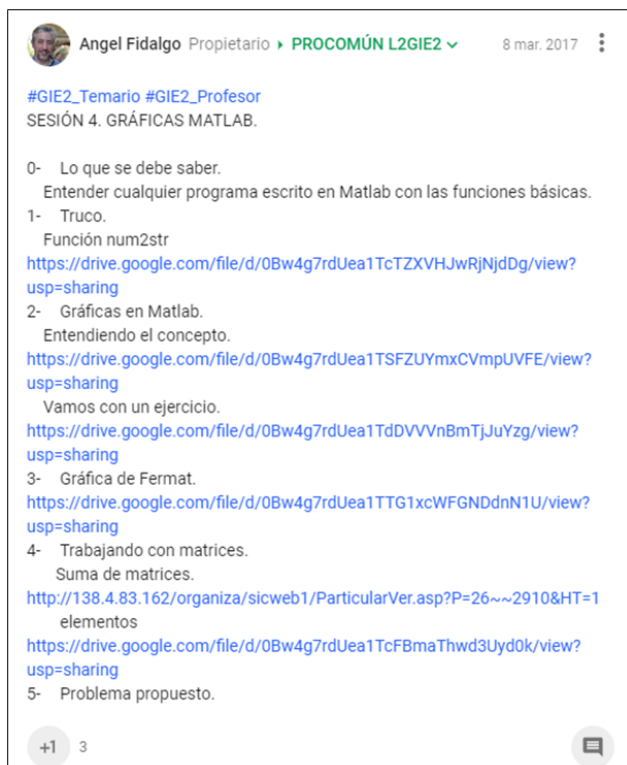 Angel Fidalgo Propietario PROCOMÚN L2GIE2 8 mar. 2017
#GIE2_Temario #GIE2_Profesor
SESIÓN 4. GRÁFICAS MATLAB.
0- Lo que se debe saber.
Entender cualquier programa escrito en Matlab con las funciones básicas.
1- Truco.
Función num2str
https://drive.google.com/file/d/0Bw4g7rdUea1TcTZXVHJwRjNjdDg/view?
usp=sharing
2- Gráficas en Matlab.
Entendiendo el concepto.
https://drive.google.com/file/d/0Bw4g7rdUea1TSFZUYmxCVmpUVFE/view?
usp=sharing
Vamos con un ejercicio.
https://drive.google.com/file/d/0Bw4g7rdUea1TdDVVVnBmTjJuYzg/view?
usp=sharing
3- Gráfica de Fermat.
https://drive.google.com/file/d/0Bw4g7rdUea1TTG1xcWFGNDdnN1U/view?
usp=sharing
4- Trabajando con matrices.
Suma de matrices.
http://138.4.83.162/organiza/sicweb1/ParticularVer.asp?P=26~~2910&HT=1
elementos
https://drive.google.com/file/d/0Bw4g7rdUea1TcFBmaThwd3Uyd0k/view?
usp=sharing
5- Problema propuesto.
+1 3